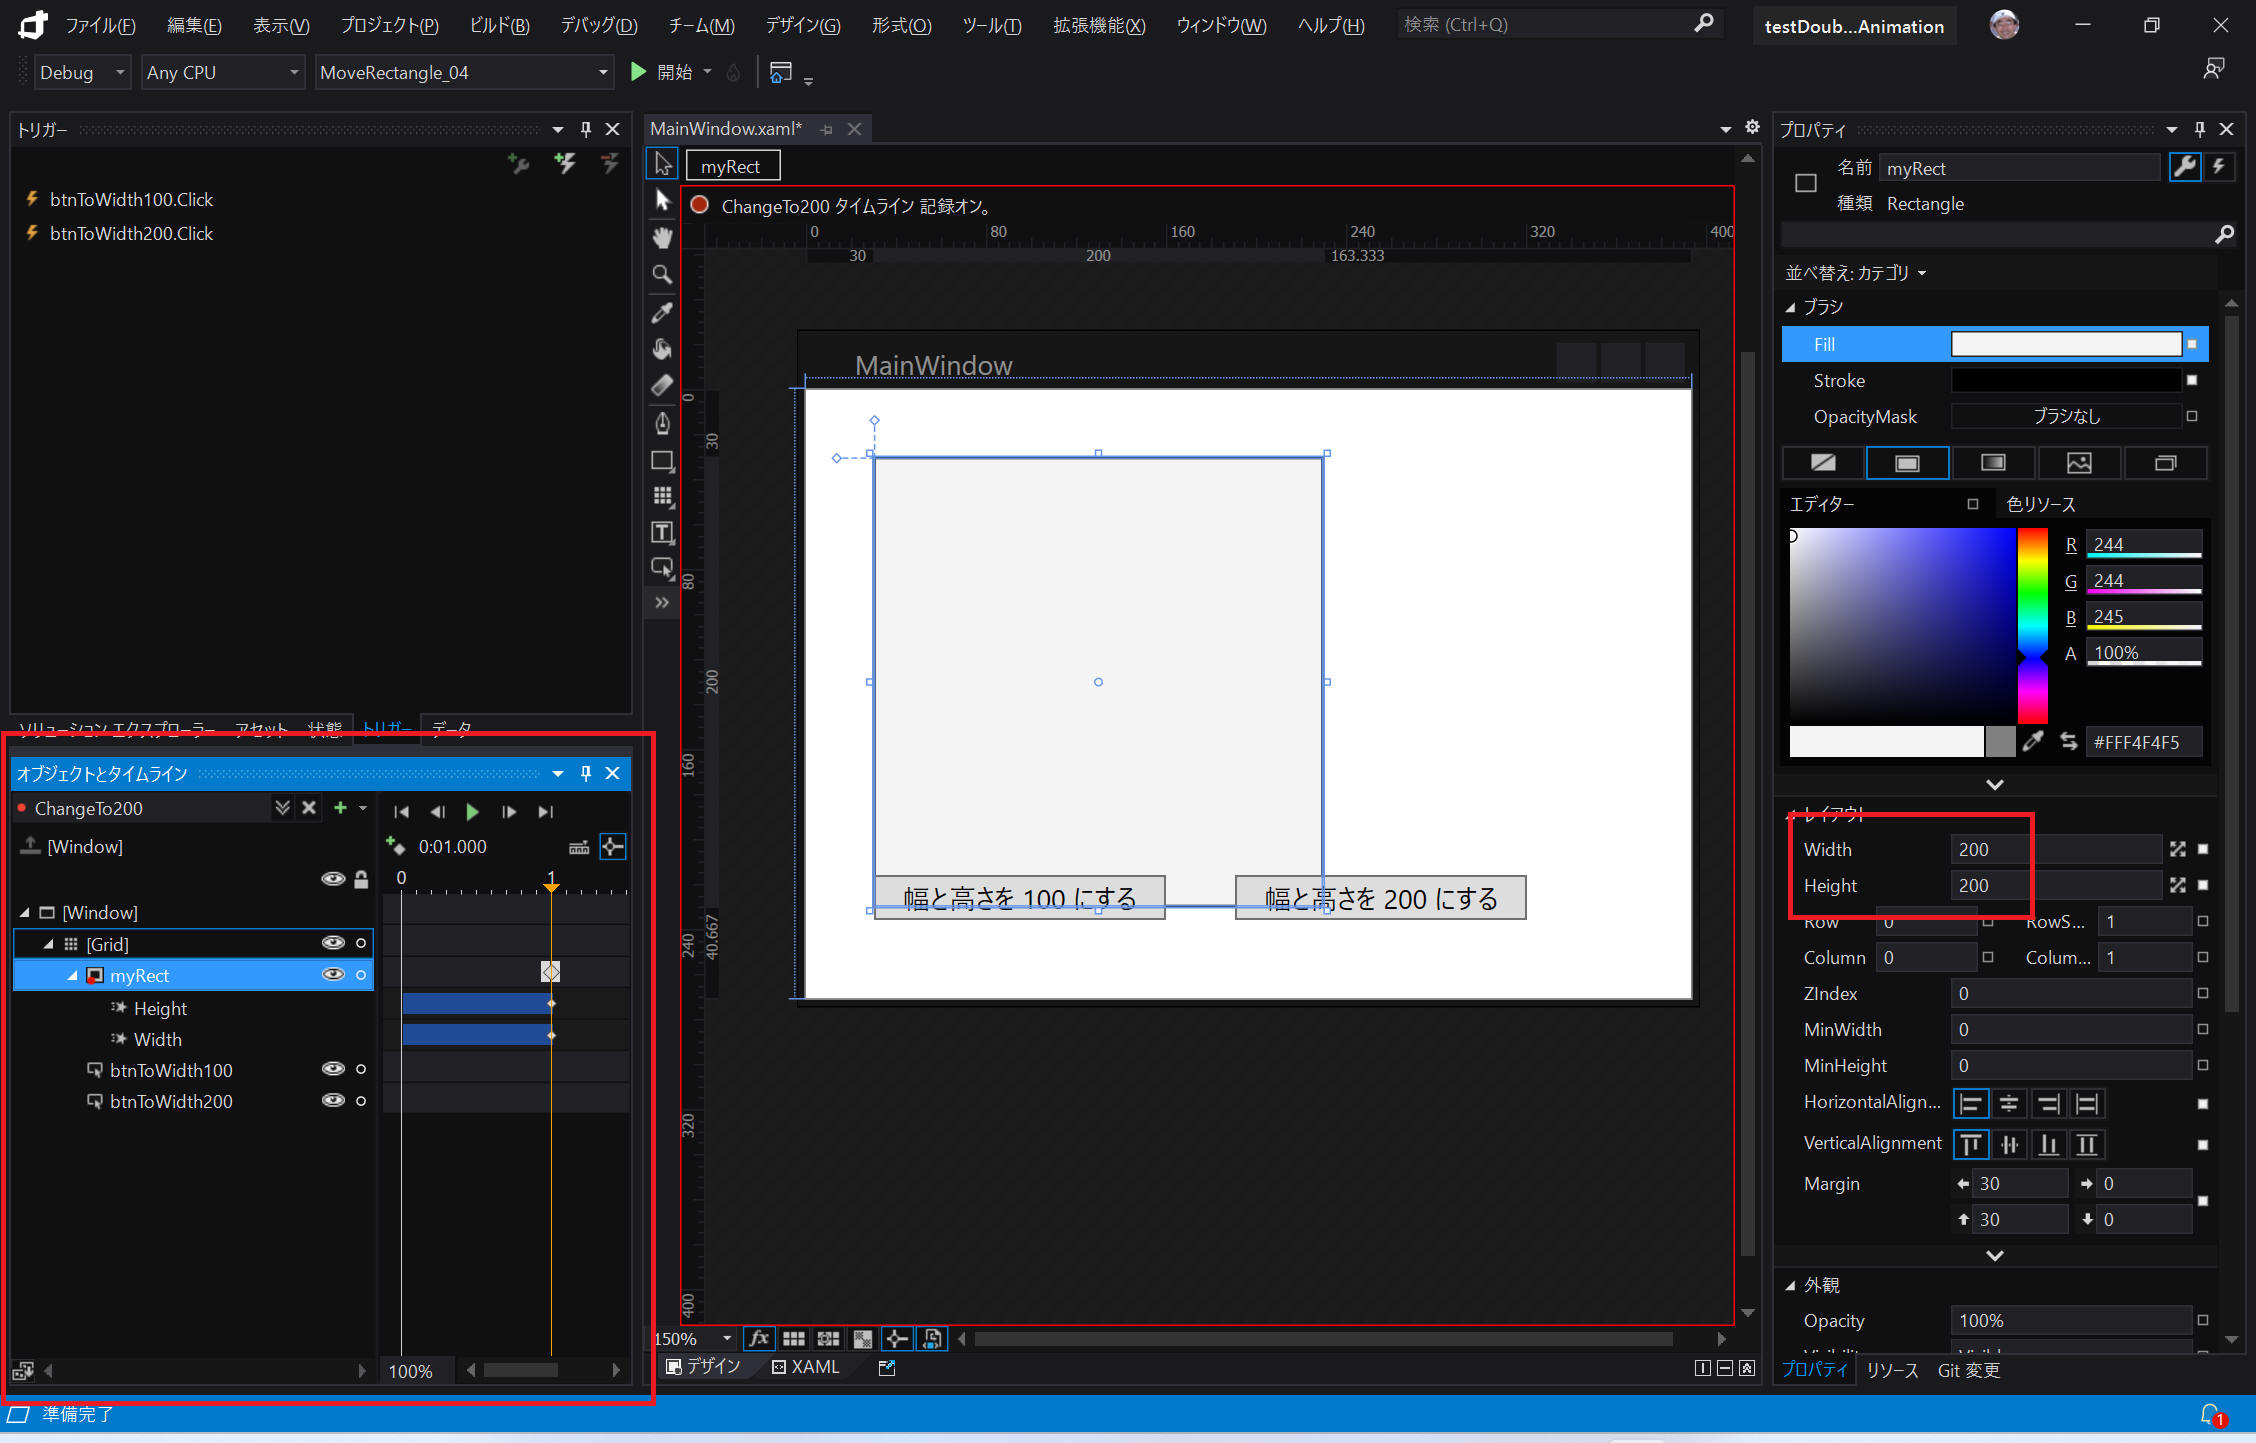 ファイル(F) 編集(E) 表示(V) プロジェクト(P) ビルド(B) デバッグ(D) チーム(M) デザイン(G) 形式(O) ツール(T) 拡張機能(X) ウィンドウ(W) ヘルプ(H) 検索 (Ctrl+Q) testDoub...Animation
Debug Any CPU MoveRectangle_04 開始
トリガー
btnToWidth100.Click
btnToWidth200.Click
ソリューション エクスプローラー アセット 状態 トリガー データ
オブジェクトとタイムライン
ChangeTo200
[Window] 0:01.000
0 1
[Window]
[Grid]
myRect
Height
Width
btnToWidth100
btnToWidth200
100%
MainWindow.xaml*
myRect
ChangeTo200 タイムライン 記録オン。
0 80 160 240 320 400
30 200 163.333
0 80 160 240 320 400
30 200 40.667
MainWindow
幅と高さを 100 にする 幅と高さを 200 にする
150% fx
デザイン XAML
プロパティ
名前 myRect
種類 Rectangle
並べ替え: カテゴリ
ブラシ
Fill
Stroke
OpacityMask ブラシなし
エディター 色リソース
R 244
G 244
B 245
A 100%
#FFF4F4F5
レイアウト
Width 200
Height 200
Row 0 RowS... 1
Column 0 Colum... 1
ZIndex 0
MinWidth 0
MinHeight 0
HorizontalAlign...
VerticalAlignment
Margin 30 0
30 0
外観
Opacity 100%
プロパティ リソース Git 変更
準備完了 1